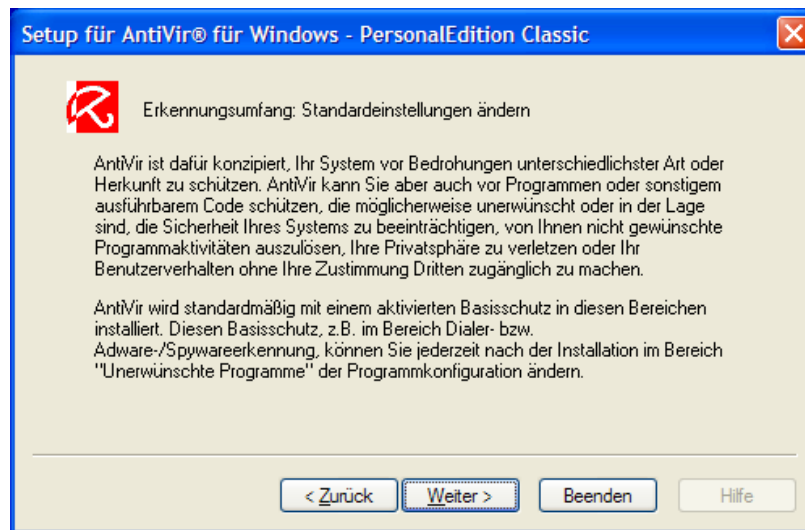 Setup für AntiVir® für Windows - PersonalEdition Classic
Erkennungsumfang: Standardeinstellungen ändern
AntiVir ist dafür konzipiert, Ihr System vor Bedrohungen unterschiedlichster Art oder
Herkunft zu schützen. AntiVir kann Sie aber auch vor Programmen oder sonstigem
ausführbarem Code schützen, die möglicherweise unerwünscht oder in der Lage
sind, die Sicherheit Ihres Systems zu beeinträchtigen, von Ihnen nicht gewünschte
Programmaktivitäten auszulösen, Ihre Privatsphäre zu verletzen oder Ihr
Benutzerverhalten ohne Ihre Zustimmung Dritten zugänglich zu machen.
AntiVir wird standardmäßig mit einem aktivierten Basisschutz in diesen Bereichen
installiert. Diesen Basisschutz, z.B. im Bereich Dialer- bzw.
Adware-/Spywareerkennung, können Sie jederzeit nach der Installation im Bereich
"Unerwünschte Programme" der Programmkonfiguration ändern.
< Zurück Weiter > Beenden Hilfe